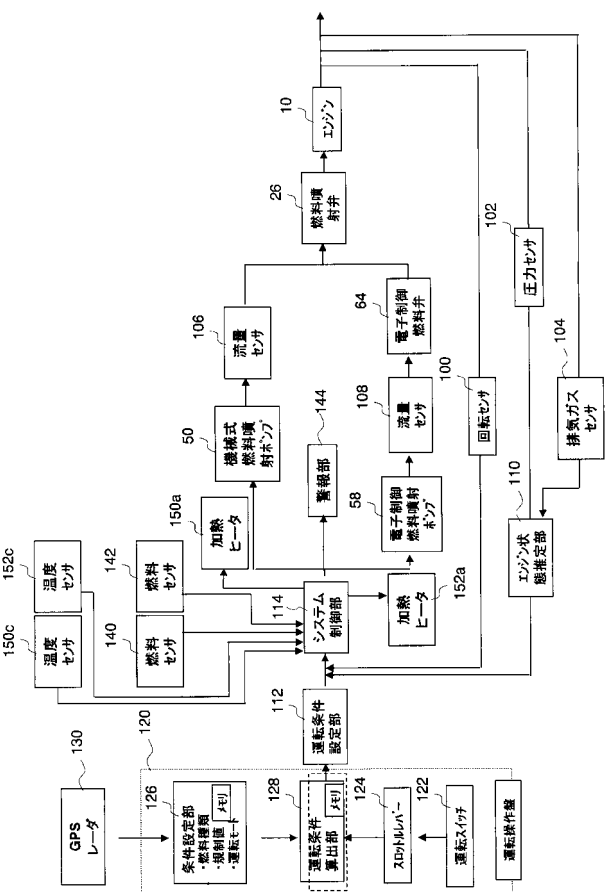 10
エンジン
26
燃料噴
射弁
102
圧力センサ
106
流量
センサ
64
電子制御
燃料弁
104
排気ガス
センサ
100
回転センサ
108
流量
センサ
50
機械式
燃料噴
射ポンプ
144
警報部
150a
加熱
ヒータ
58
電子制御
燃料噴射
ポンプ
110
エンジン状
態推定部
152c
温度
センサ
142
燃料
センサ
150c
温度
センサ
140
燃料
センサ
114
システム
制御部
加熱
ヒータ
152a
112
運転条件
設定部
120
130
GPS
レーダ
126
条件設定部
・燃料種類
・規制値
・運転モード
メモリ
128
運転条件
算出部
メモリ
124
スロットルレバー
122
運転スイッチ
運転操作盤